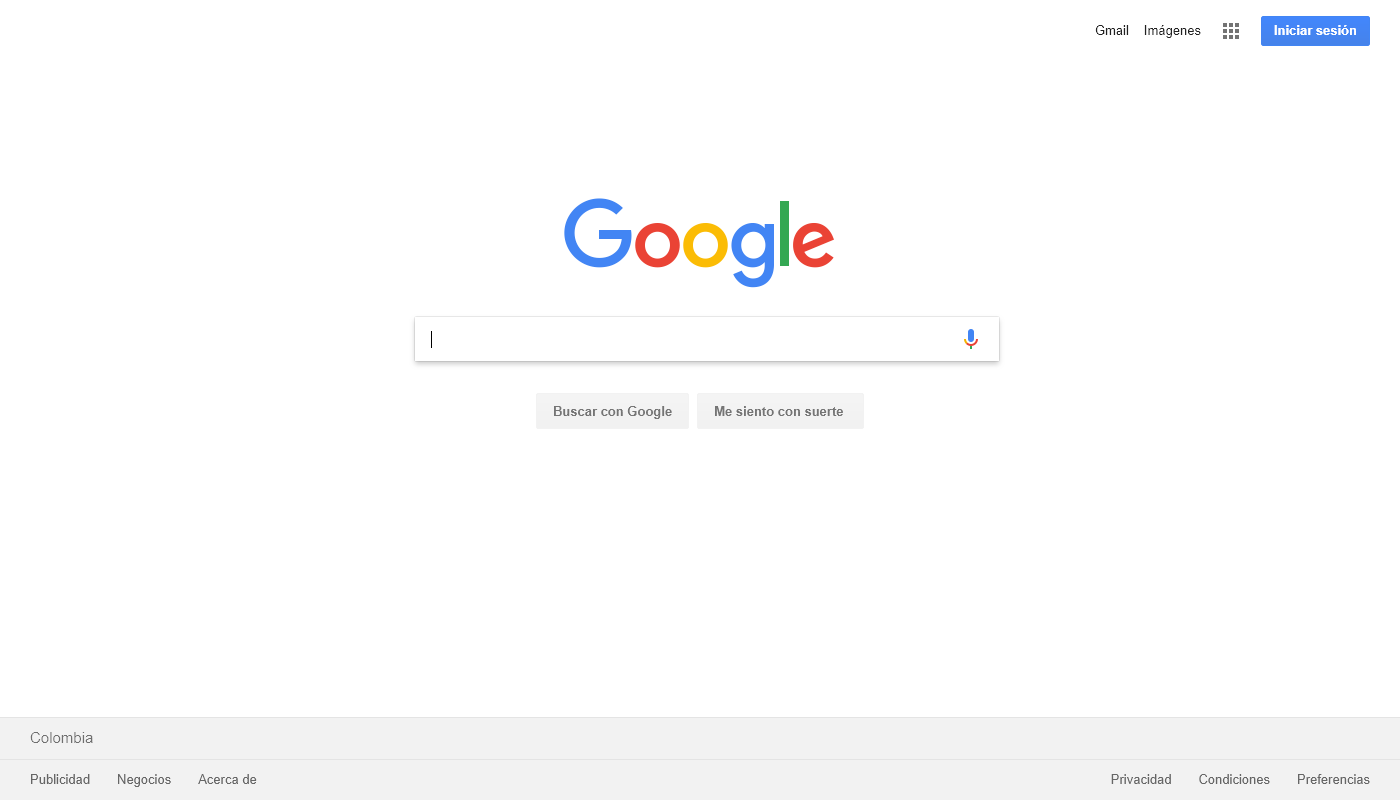 Gmail Imágenes Iniciar sesión
Google
Buscar con Google Me siento con suerte
Colombia
Publicidad Negocios Acerca de Privacidad Condiciones Preferencias